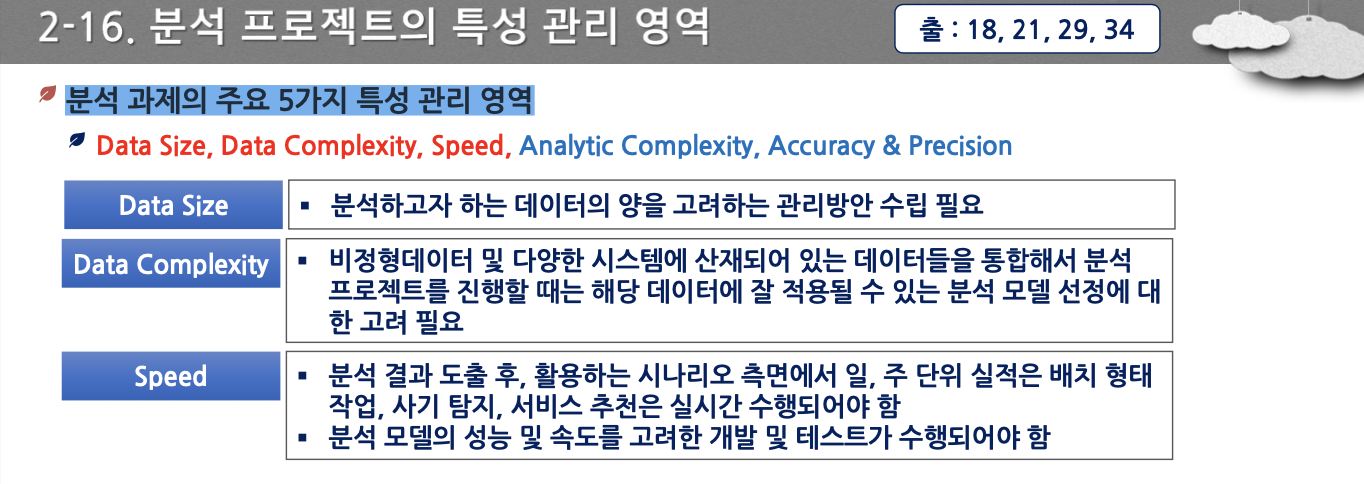 2-16. 분석 프로젝트의 특성 관리 영역
출 : 18, 21, 29, 34
분석 과제의 주요 5가지 특성 관리 영역
Data Size, Data Complexity, Speed, Analytic Complexity, Accuracy & Precision
Data Size
▪ 분석하고자 하는 데이터의 양을 고려하는 관리방안 수립 필요
Data Complexity
▪ 비정형데이터 및 다양한 시스템에 산재되어 있는 데이터들을 통합해서 분석
프로젝트를 진행할 때는 해당 데이터에 잘 적용될 수 있는 분석 모델 선정에 대
한 고려 필요
Speed
▪ 분석 결과 도출 후, 활용하는 시나리오 측면에서 일, 주 단위 실적은 배치 형태
작업, 사기 탐지, 서비스 추천은 실시간 수행되어야 함
▪ 분석 모델의 성능 및 속도를 고려한 개발 및 테스트가 수행되어야 함